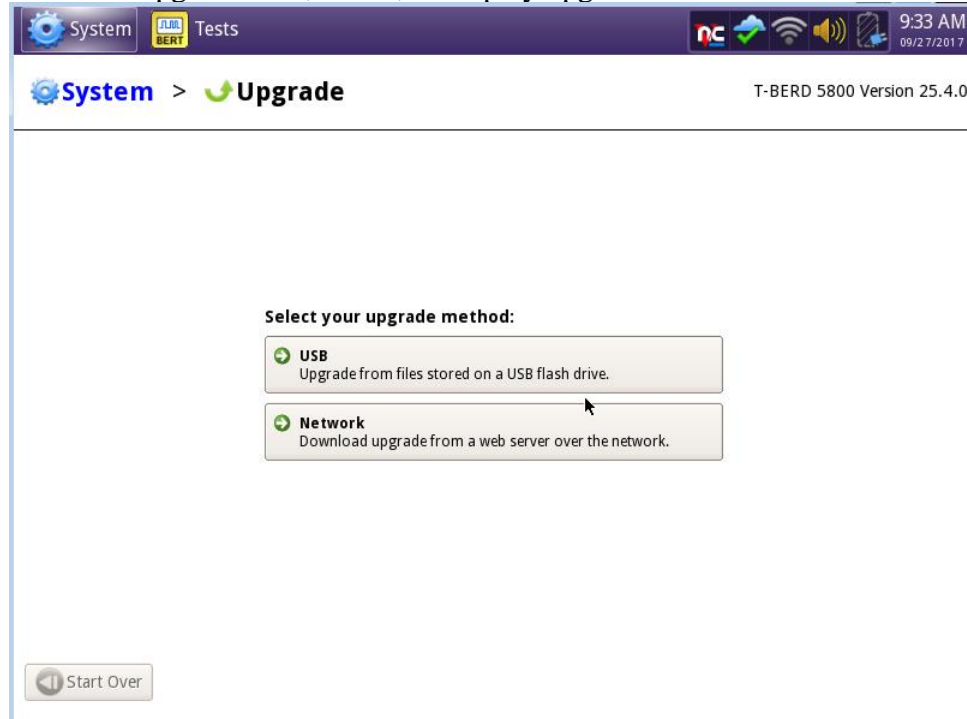 System BERT Tests 9:33 AM
09/27/2017
System > Upgrade T-BERD 5800 Version 25.4.0
Select your upgrade method:
USB
Upgrade from files stored on a USB flash drive.
Network
Download upgrade from a web server over the network.
Start Over